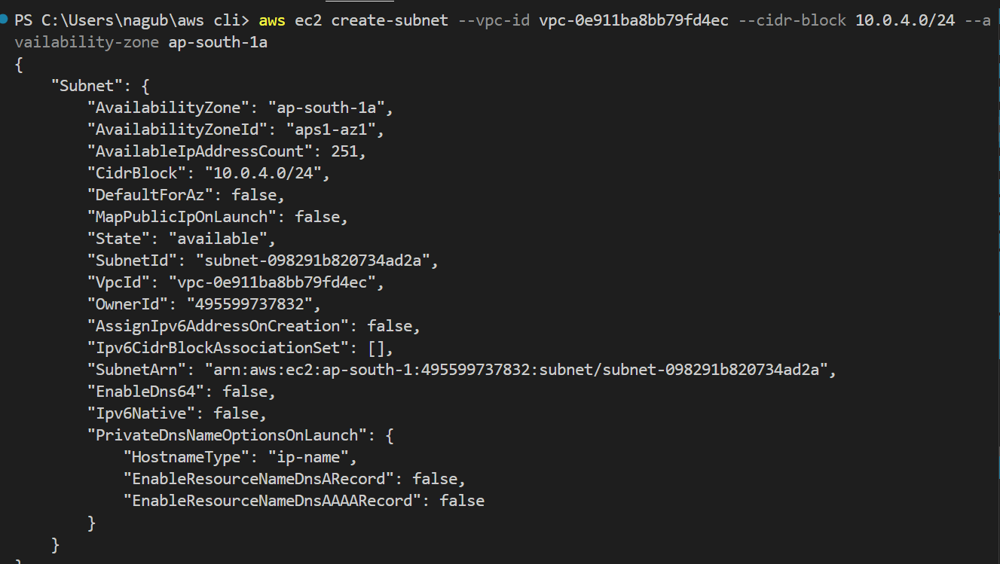 PS C:\Users\nagub\aws cli> aws ec2 create-subnet --vpc-id vpc-0e911ba8bb79fd4ec --cidr-block 10.0.4.0/24 --a
vailability-zone ap-south-1a
{
    "Subnet": {
        "AvailabilityZone": "ap-south-1a",
        "AvailabilityZoneId": "aps1-az1",
        "AvailableIpAddressCount": 251,
        "CidrBlock": "10.0.4.0/24",
        "DefaultForAz": false,
        "MapPublicIpOnLaunch": false,
        "State": "available",
        "SubnetId": "subnet-098291b820734ad2a",
        "VpcId": "vpc-0e911ba8bb79fd4ec",
        "OwnerId": "495599737832",
        "AssignIpv6AddressOnCreation": false,
        "Ipv6CidrBlockAssociationSet": [],
        "SubnetArn": "arn:aws:ec2:ap-south-1:495599737832:subnet/subnet-098291b820734ad2a",
        "EnableDns64": false,
        "Ipv6Native": false,
        "PrivateDnsNameOptionsOnLaunch": {
            "HostnameType": "ip-name",
            "EnableResourceNameDnsARecord": false,
            "EnableResourceNameDnsAAAARecord": false
        }
    }
}